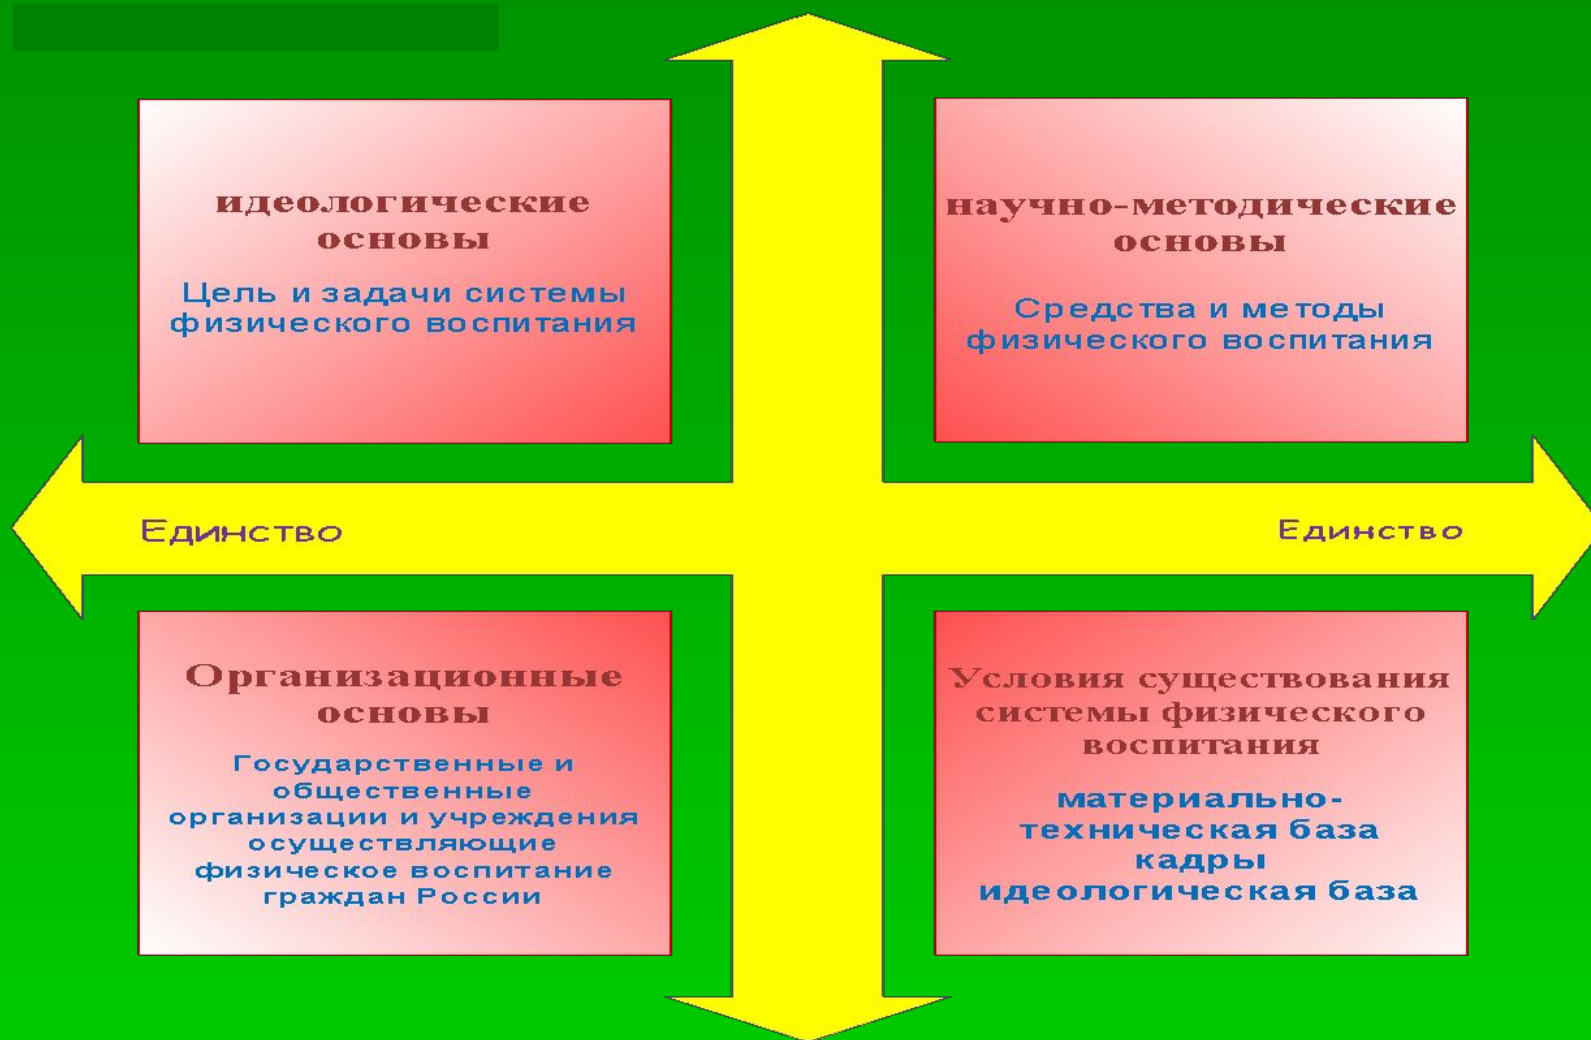 идеологические
основы
Цель и задачи системы
физического воспитания
научно-методические
основы
Средства и методы
физического воспитания
Единство
Единство
Организационные
основы
Государственные и
общественные
организации и учреждения
осуществляющие
физическое воспитание
граждан России
Условия существования
системы физического
воспитания
материально-
техническая база
кадры
идеологическая база